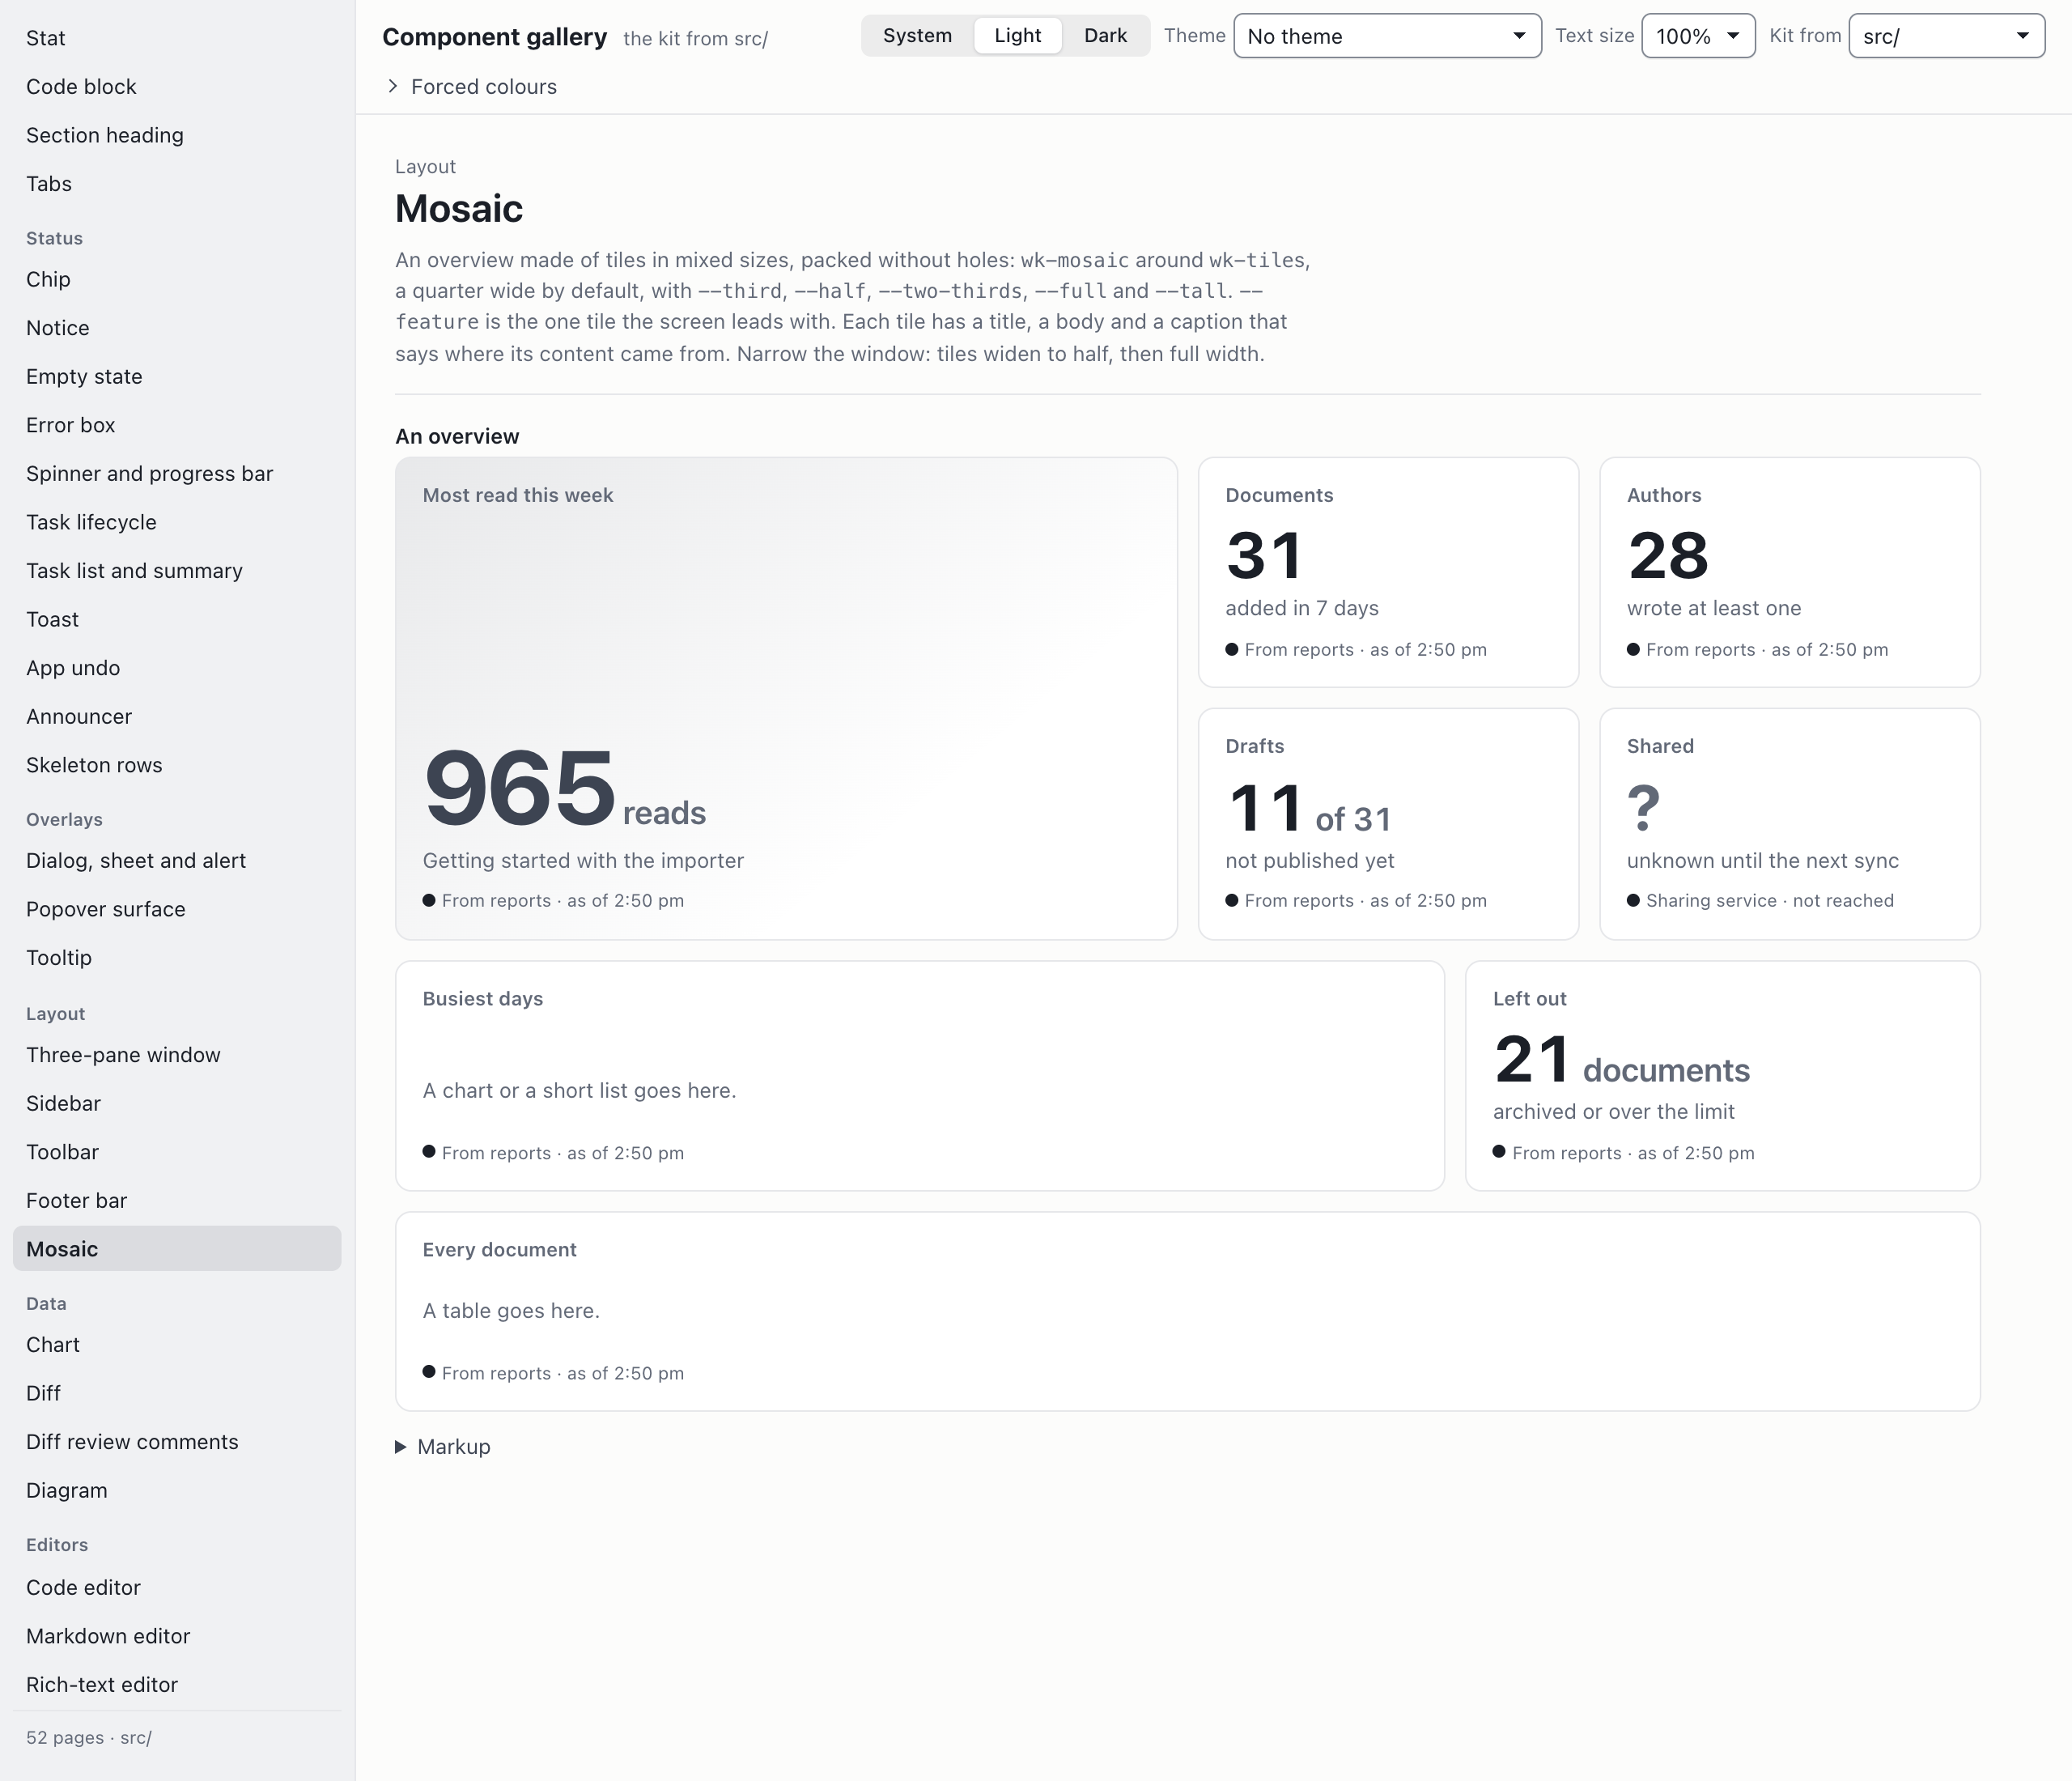 Stat
Code block
Section heading
Tabs
Status
Chip
Notice
Empty state
Error box
Spinner and progress bar
Task lifecycle
Task list and summary
Toast
App undo
Announcer
Skeleton rows
Overlays
Dialog, sheet and alert
Popover surface
Tooltip
Layout
Three-pane window
Sidebar
Toolbar
Footer bar
Mosaic
Data
Chart
Diff
Diff review comments
Diagram
Editors
Code editor
Markdown editor
Rich-text editor
52 pages · src/
Component gallery the kit from src/
System Light Dark Theme No theme Text size 100% Kit from src/
Forced colours
Layout
Mosaic
An overview made of tiles in mixed sizes, packed without holes: wk-mosaic around wk-tiles,
a quarter wide by default, with --third, --half, --two-thirds, --full and --tall. --
feature is the one tile the screen leads with. Each tile has a title, a body and a caption that
says where its content came from. Narrow the window: tiles widen to half, then full width.
An overview
Most read this week
965 reads
Getting started with the importer
From reports · as of 2:50 pm
Documents
31
added in 7 days
From reports · as of 2:50 pm
Authors
28
wrote at least one
From reports · as of 2:50 pm
Drafts
11 of 31
not published yet
From reports · as of 2:50 pm
Shared
?
unknown until the next sync
Sharing service · not reached
Busiest days
A chart or a short list goes here.
From reports · as of 2:50 pm
Left out
21 documents
archived or over the limit
From reports · as of 2:50 pm
Every document
A table goes here.
From reports · as of 2:50 pm
Markup